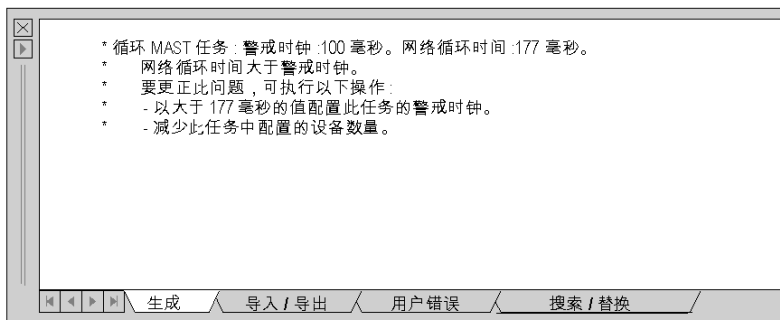 * 循环 MAST 任务 : 警戒时钟 :100 毫秒。网络循环时间 :177 毫秒。
* 网络循环时间大于警戒时钟。
* 要更正此问题，可执行以下操作 :
* - 以大于 177 毫秒的值配置此任务的警戒时钟。
* - 减少此任务中配置的设备数量。
生成 导入 / 导出 用户错误 搜索 / 替换